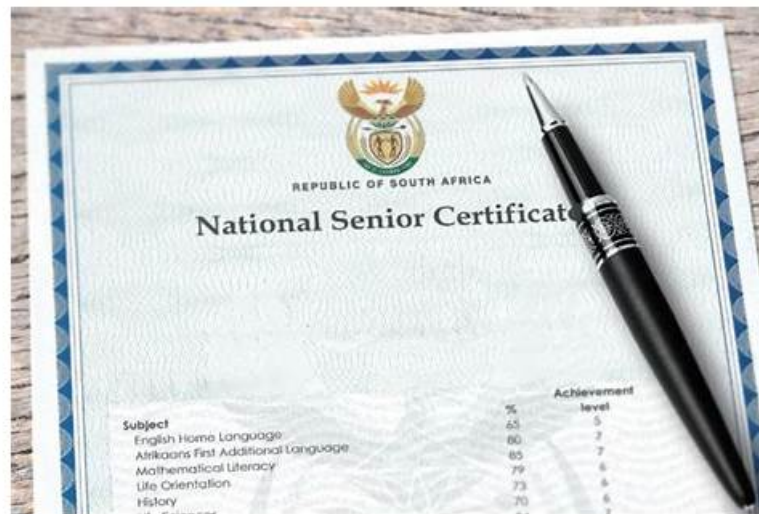 REPUBLIC OF SOUTH AFRICA
National Senior Certificate
Achievement
% level
Subject 65 5
English Home Language 80 7
Afrikaans First Additional Language 85 7
Mathematical Literacy 79 6
Life Orientation 73 6
History 70 6